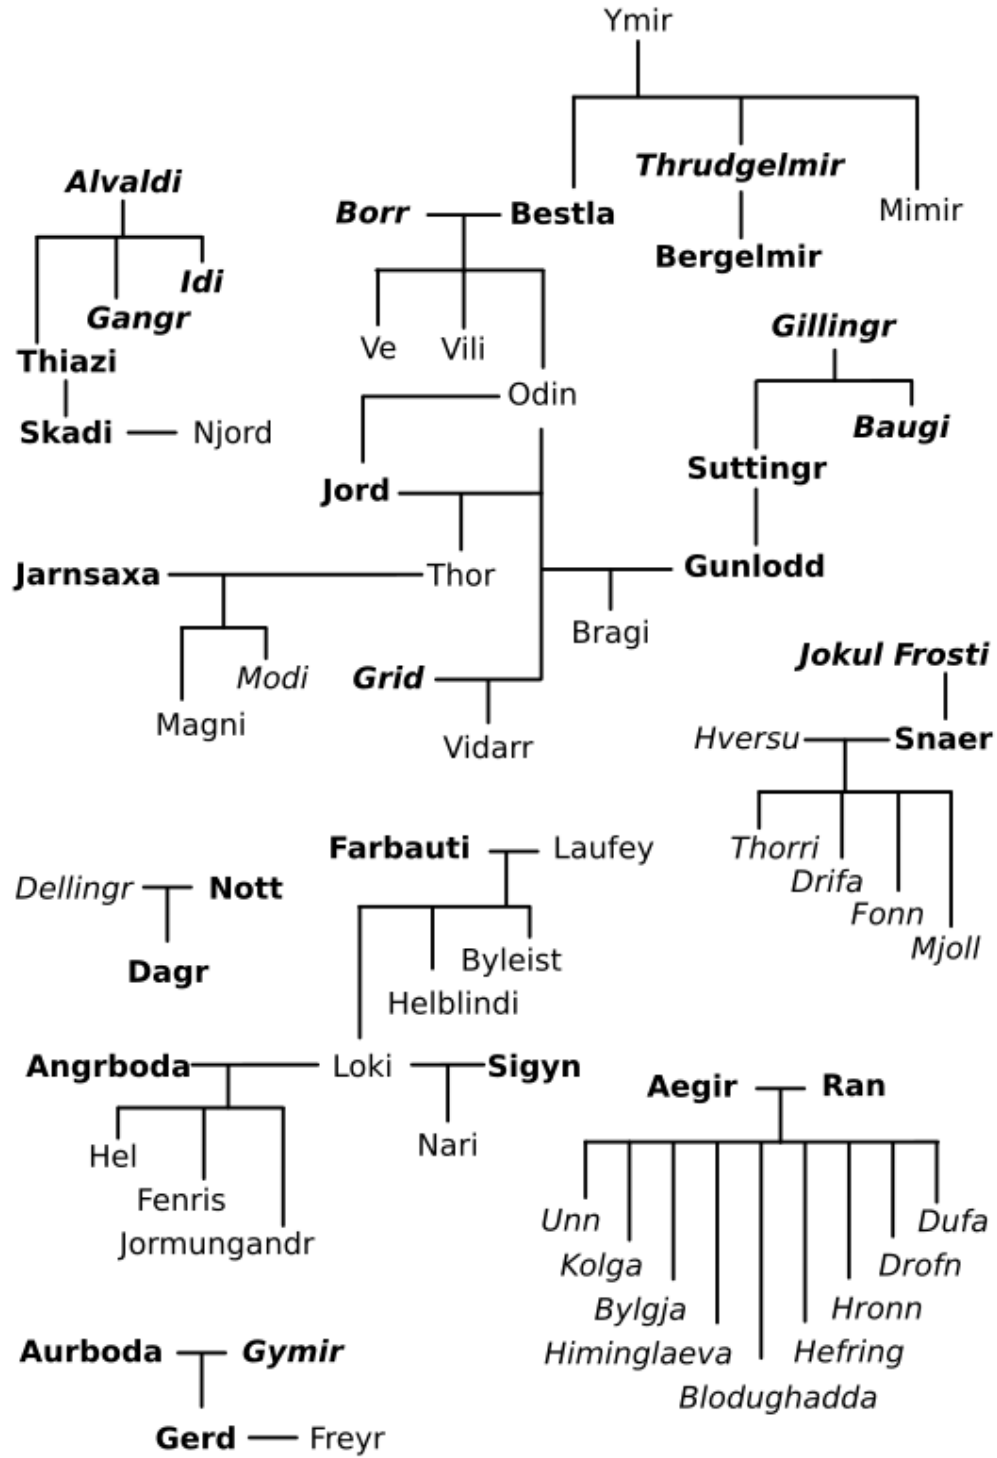 Ymir
Alvaldi
Thrudgelmir
Borr
Bestla
Mimir
Bergelmir
Idi
Gangr
Gillingr
Ve
Vili
Thiazi
Odin
Baugi
Skadi
Njord
Suttingr
Jord
Gunlodd
Jarnsaxa
Thor
Bragi
Jokul Frosti
Modi
Grid
Magni
Hversu
Snaer
Vidarr
Farbauti
Laufey
Thorri
Drifa
Dellingr
Nott
Fonn
Mjoll
Byleist
Dagr
Helblindi
Angrboda
Loki
Sigyn
Aegir
Ran
Nari
Hel
Fenris
Unn
Dufa
Jormungandr
Kolga
Drofn
Bylgja
Hronn
Aurboda
Gymir
Himinglaeva
Hefring
Blodughadda
Gerd
Freyr